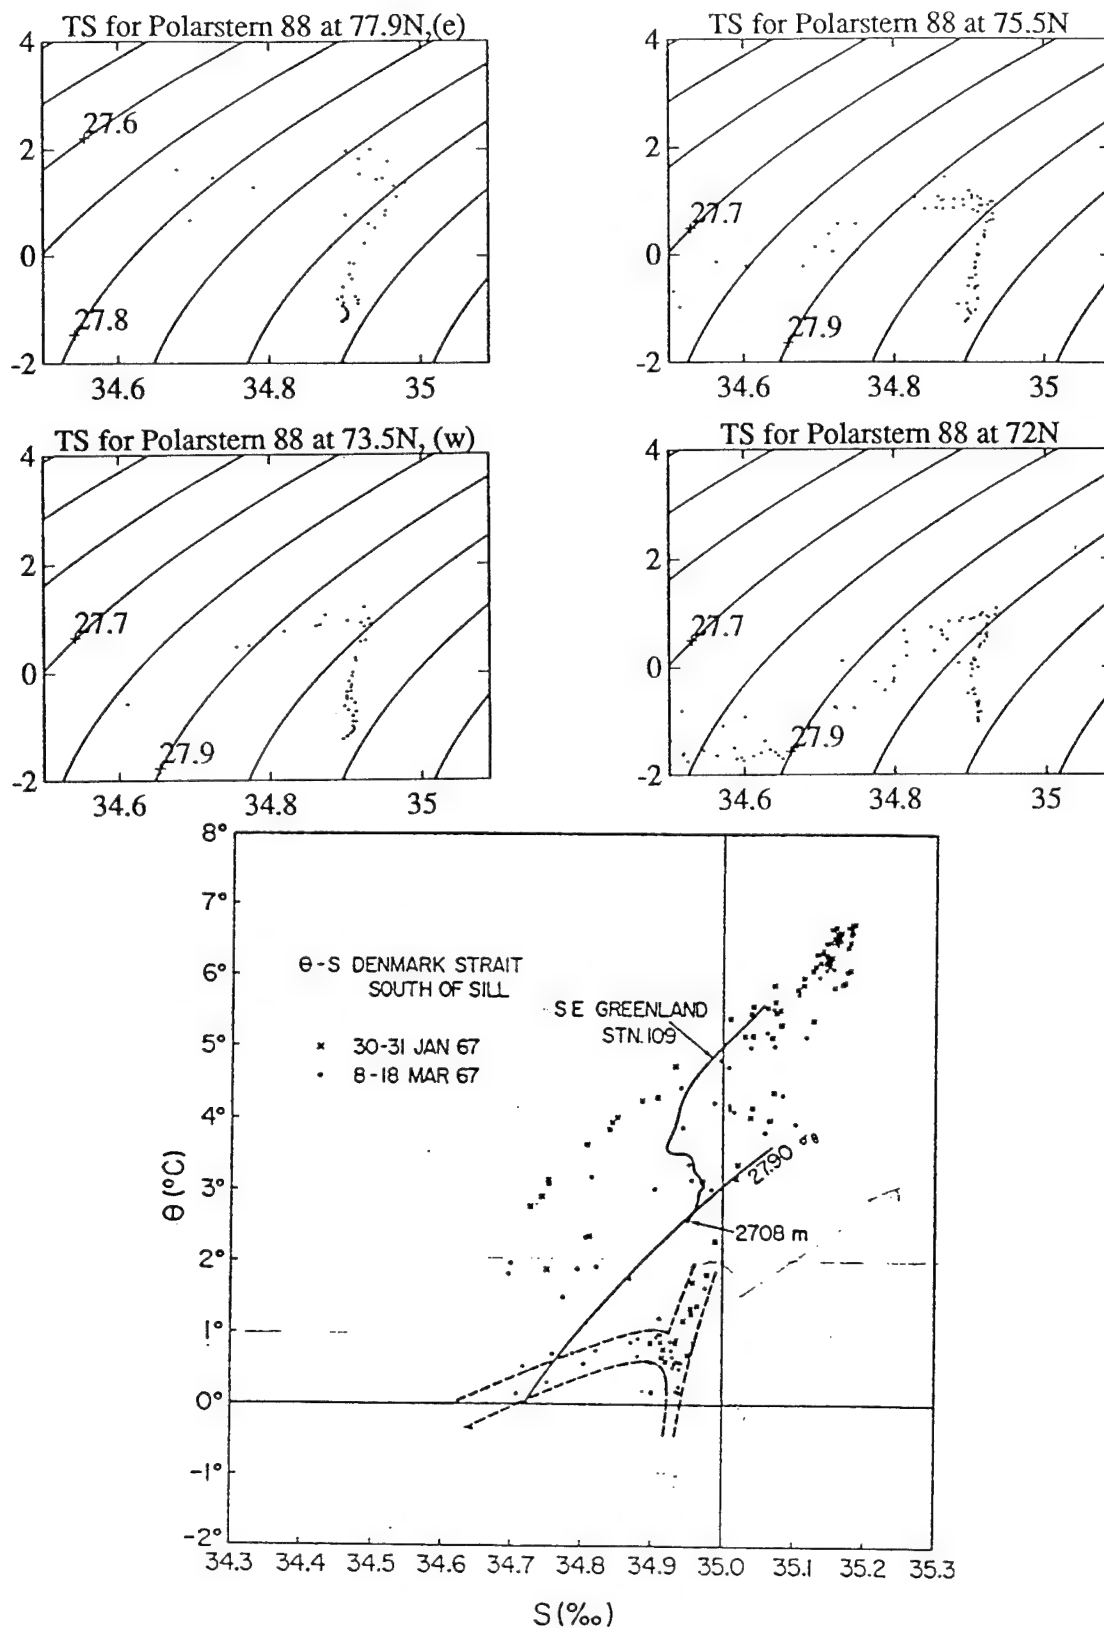 TS for Polarstern 88 at 77.9N,(e)
4
2
0
-2
27.6
27.8
34.6 34.8 35
TS for Polarstern 88 at 75.5N
4
2
0
-2
27.7
27.9
34.6 34.8 35
TS for Polarstern 88 at 73.5N, (w)
4
2
0
-2
27.7
27.9
34.6 34.8 35
TS for Polarstern 88 at 72N
4
2
0
-2
27.7
27.9
34.6 34.8 35
8°
7°
6°
5°
4°
3°
2°
1°
0°
-1°
-2°
θ (°C)
θ-S DENMARK STRAIT
SOUTH OF SILL
× 30-31 JAN 67
• 8-18 MAR 67
S E GREENLAND
STN. 109
27.90 σθ
2708 m
34.3 34.4 34.5 34.6 34.7 34.8 34.9 35.0 35.1 35.2 35.3
S (‰)